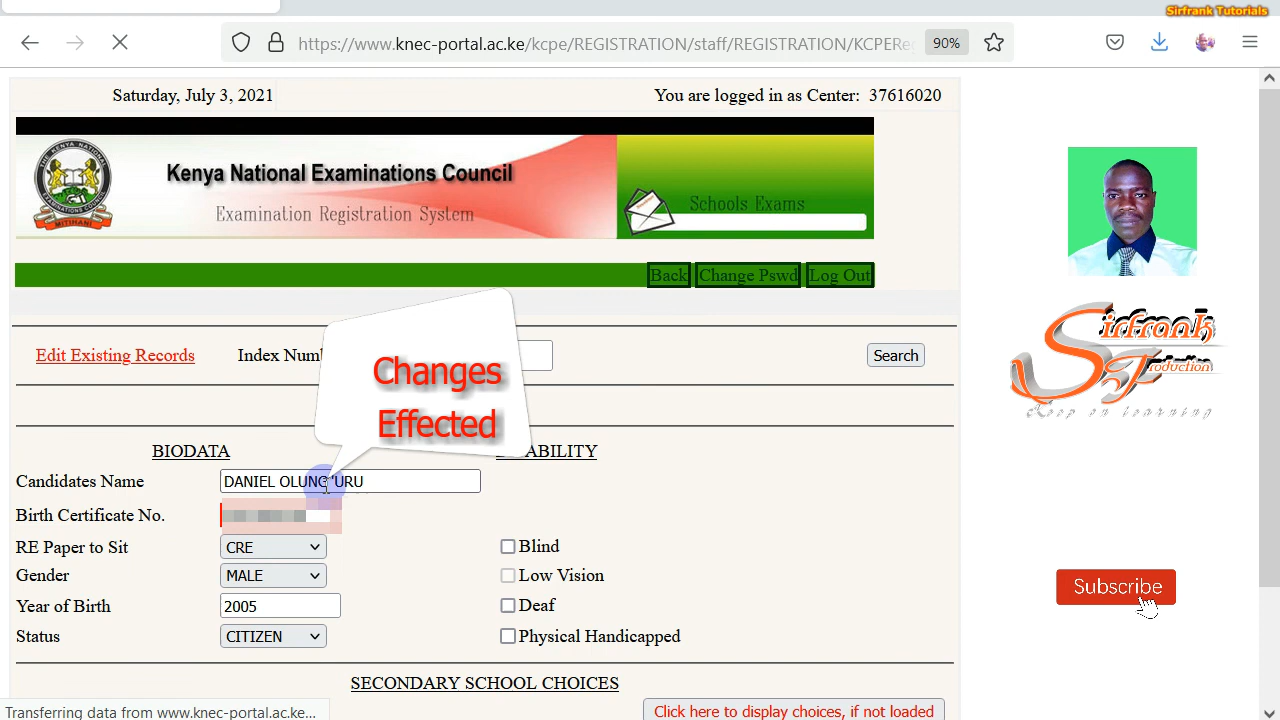 Sirfrank Tutorials
https://www.knec-portal.ac.ke/kcpe/REGISTRATION/staff/REGISTRATION/KCPERe
90%
Saturday, July 3, 2021
You are logged in as Center: 37616020
Kenya National Examinations Council
Examination Registration System
Schools Exams
MITIHANI
Back
Change Pswd
Log Out
Edit Existing Records
Index Num
Search
Changes
Effected
BIODATA
ABILITY
Candidates Name
DANIEL OLUNG'URU
Birth Certificate No.
RE Paper to Sit
CRE
Blind
Gender
MALE
Low Vision
Year of Birth
2005
Deaf
Status
CITIZEN
Physical Handicapped
SECONDARY SCHOOL CHOICES
Click here to display choices, if not loaded
Transferring data from www.knec-portal.ac.ke...
Sirfrank
Production
Keep on learning
Subscribe